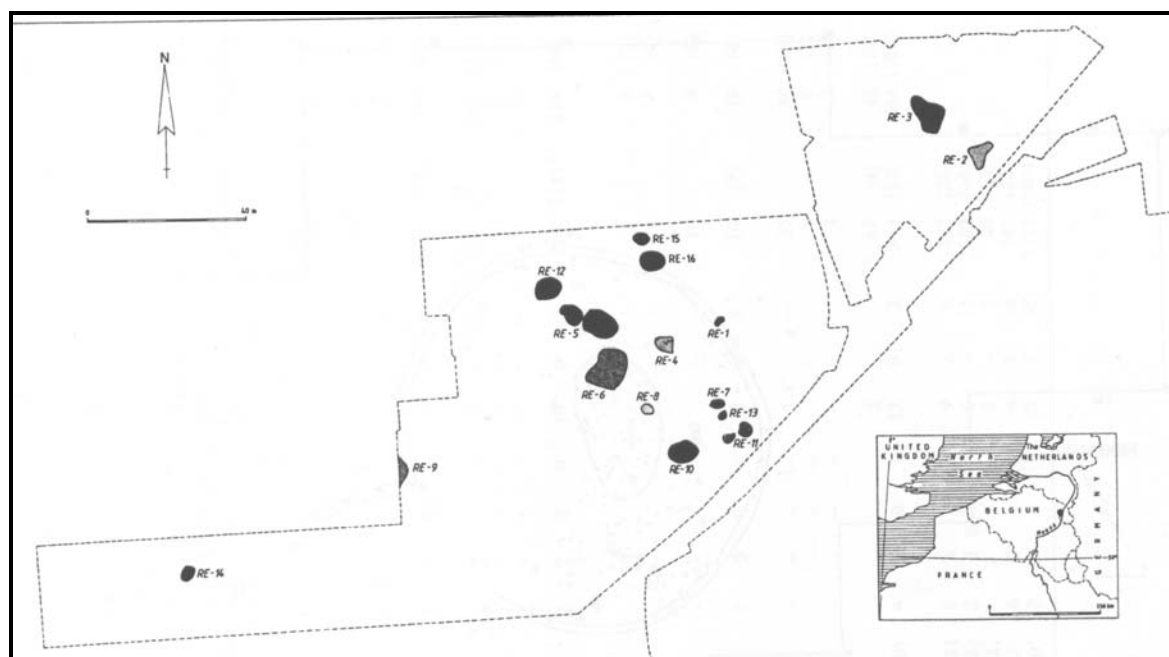 N
0
40 m
RE-3
RE-2
RE-15
RE-16
RE-12
RE-5
RE-1
RE-4
RE-6
RE-8
RE-7
RE-13
RE-11
RE-10
RE-9
RE-14
UNITED
KINGDOM
North
Sea
The
NETHERLANDS
BELGIUM
GERMANY
FRANCE
0